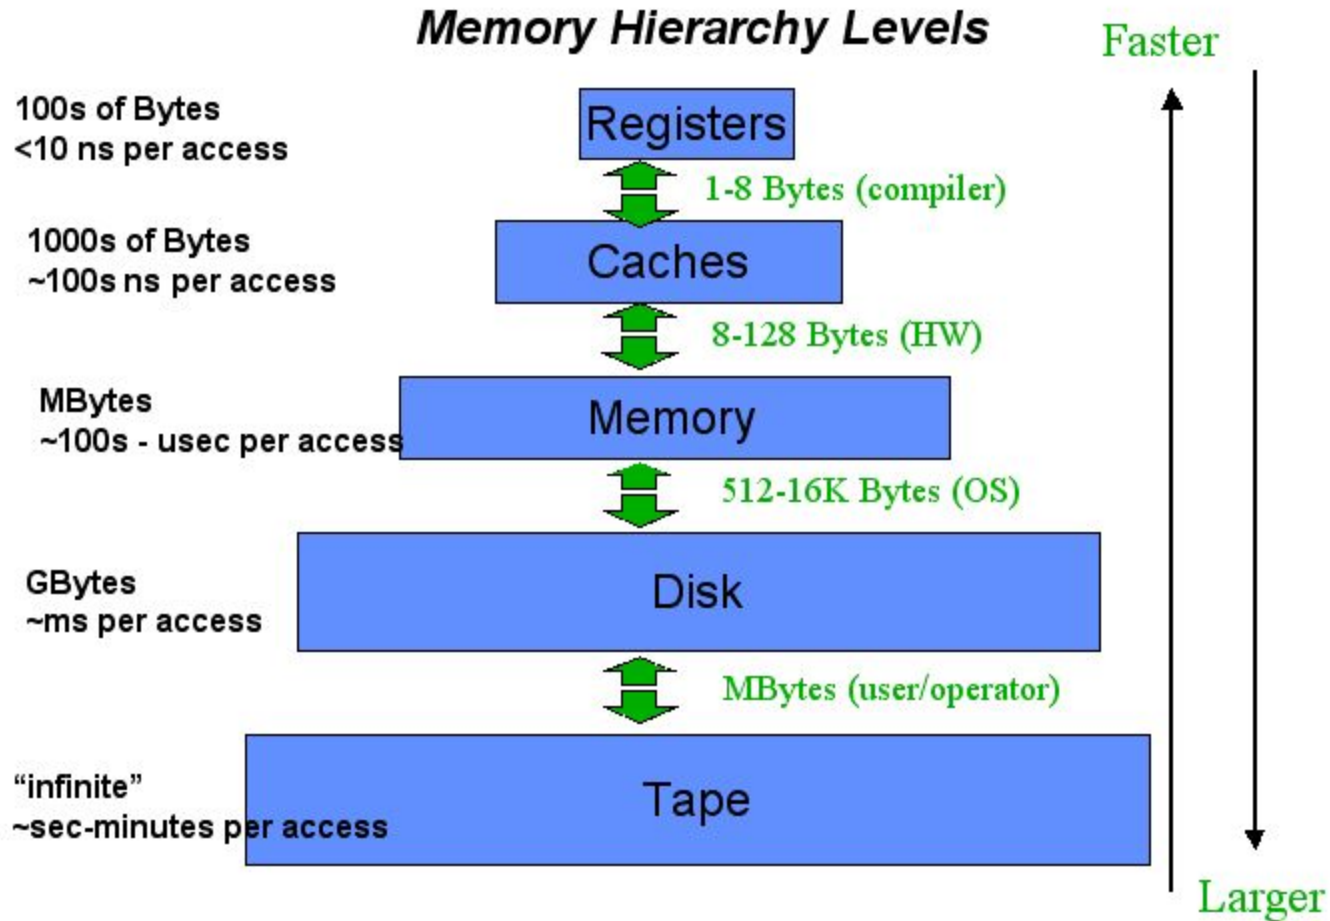 Memory Hierarchy Levels
Faster
100s of Bytes
<10 ns per access
Registers
1-8 Bytes (compiler)
1000s of Bytes
~100s ns per access
Caches
8-128 Bytes (HW)
MBytes
~100s - usec per access
Memory
512-16K Bytes (OS)
GBytes
~ms per access
Disk
MBytes (user/operator)
“infinite”
~sec-minutes per access
Tape
Larger